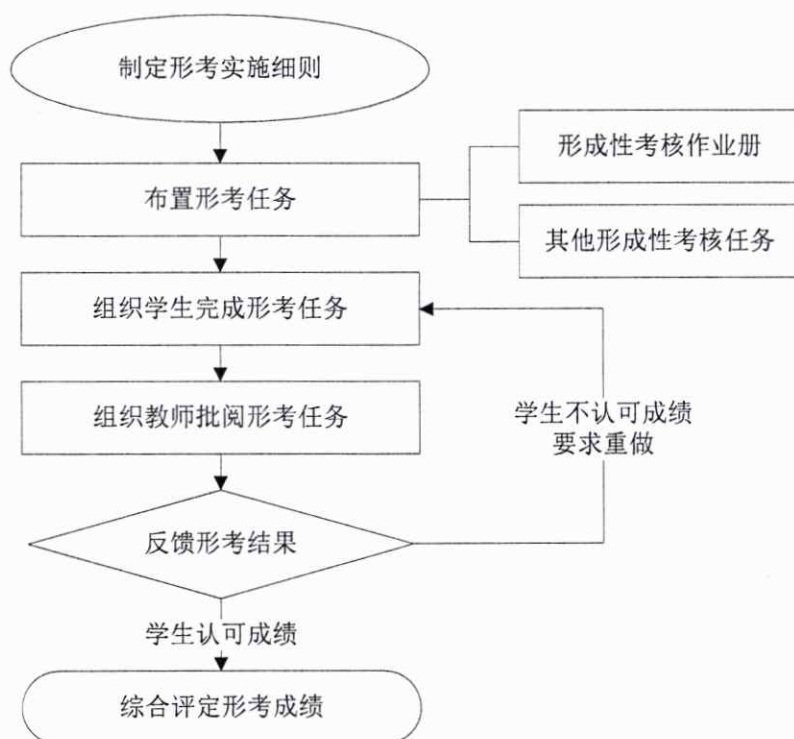 制定形考实施细则
形成性考核作业册
布置形考任务
其他形成性考核任务
组织学生完成形考任务
组织教师批阅形考任务
学生不认可成绩
要求重做
反馈形考结果
学生认可成绩
综合评定形考成绩